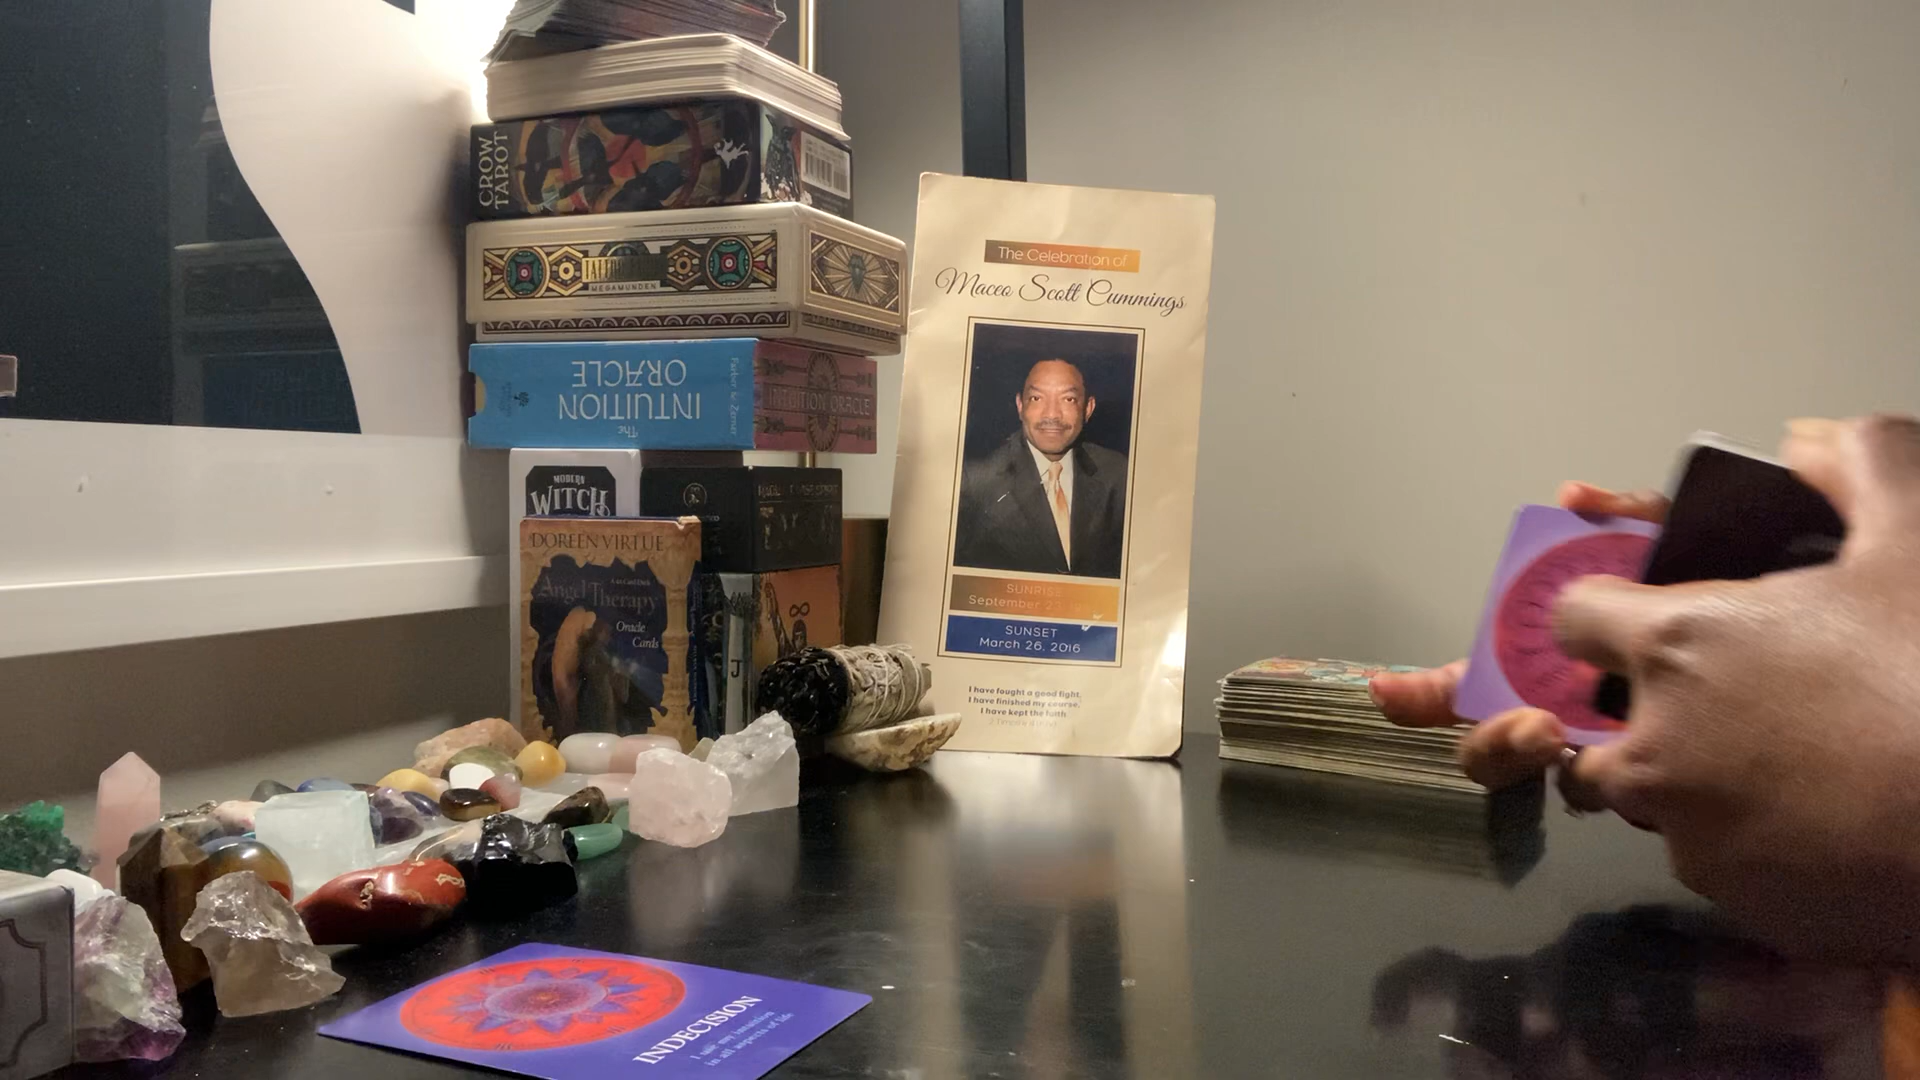 CROW
TAROT
MEGAMUNDEN
The
INTUITION
ORACLE
Farber & Zerner
INTUITION ORACLE
MODERN
WITCH
DOREEN VIRTUE
Angel Therapy
Oracle
Cards
J
The Celebration of
Maceo Scott Cummings
SUNRISE
September
SUNSET
March 26, 2016
I have fought a good fight,
I have finished my course,
I have kept the faith
INDECISION
I use my intuition
in all aspects of life